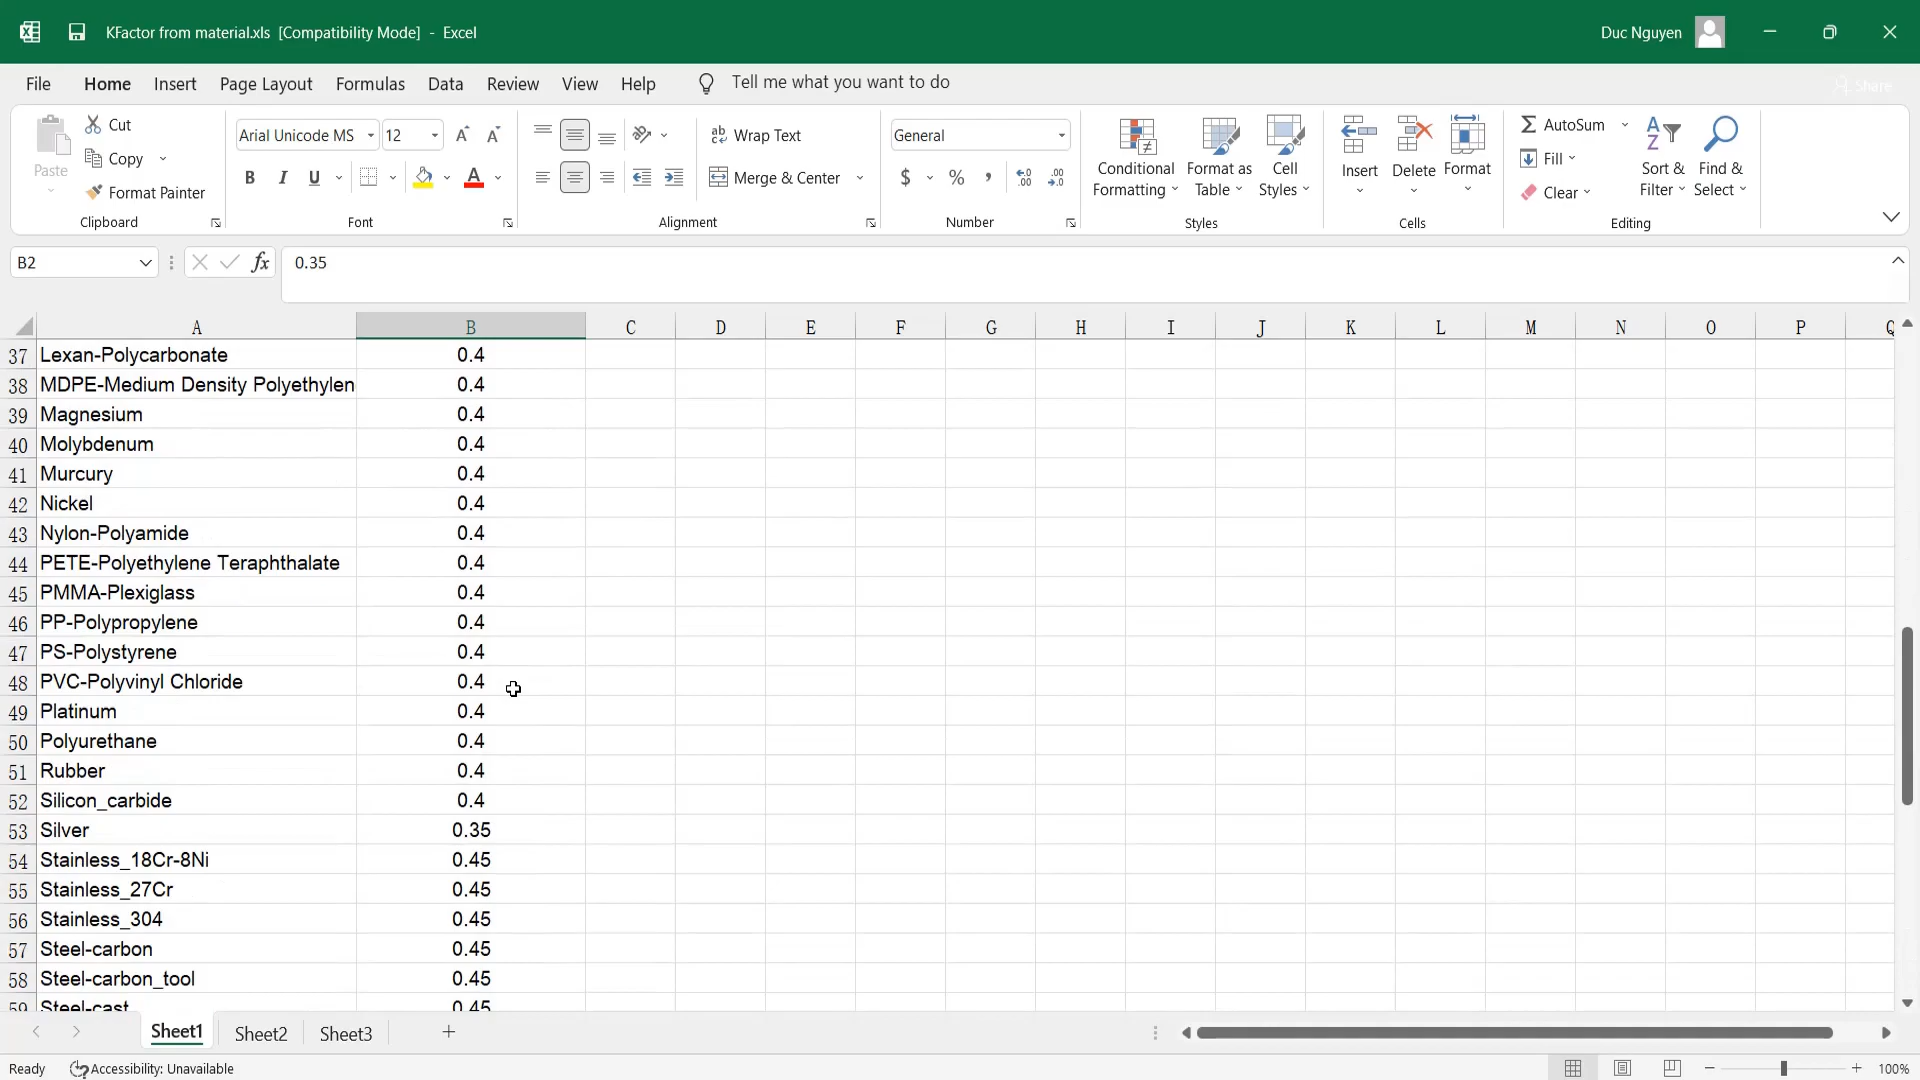 KFactor from material.xls [Compatibility Mode] - Excel
Duc Nguyen
File Home Insert Page Layout Formulas Data Review View Help Tell me what you want to do
Share
Paste
Cut
Copy
Format Painter
Clipboard
Arial Unicode MS 12
B I U
Font
Wrap Text
Merge & Center
Alignment
General
$ % ,
Number
Conditional Formatting
Format as Table
Cell Styles
Styles
Insert
Delete
Format
Cells
AutoSum
Fill
Clear
Sort & Filter
Find & Select
Editing
B2 fx 0.35
A B C D E F G H I J K L M N O P Q
37 Lexan-Polycarbonate 0.4
38 MDPE-Medium Density Polyethylen 0.4
39 Magnesium 0.4
40 Molybdenum 0.4
41 Murcury 0.4
42 Nickel 0.4
43 Nylon-Polyamide 0.4
44 PETE-Polyethylene Teraphthalate 0.4
45 PMMA-Plexiglass 0.4
46 PP-Polypropylene 0.4
47 PS-Polystyrene 0.4
48 PVC-Polyvinyl Chloride 0.4
49 Platinum 0.4
50 Polyurethane 0.4
51 Rubber 0.4
52 Silicon_carbide 0.4
53 Silver 0.35
54 Stainless_18Cr-8Ni 0.45
55 Stainless_27Cr 0.45
56 Stainless_304 0.45
57 Steel-carbon 0.45
58 Steel-carbon_tool 0.45
59 Steel-cast 0.45
Sheet1 Sheet2 Sheet3
Ready Accessibility: Unavailable 100%